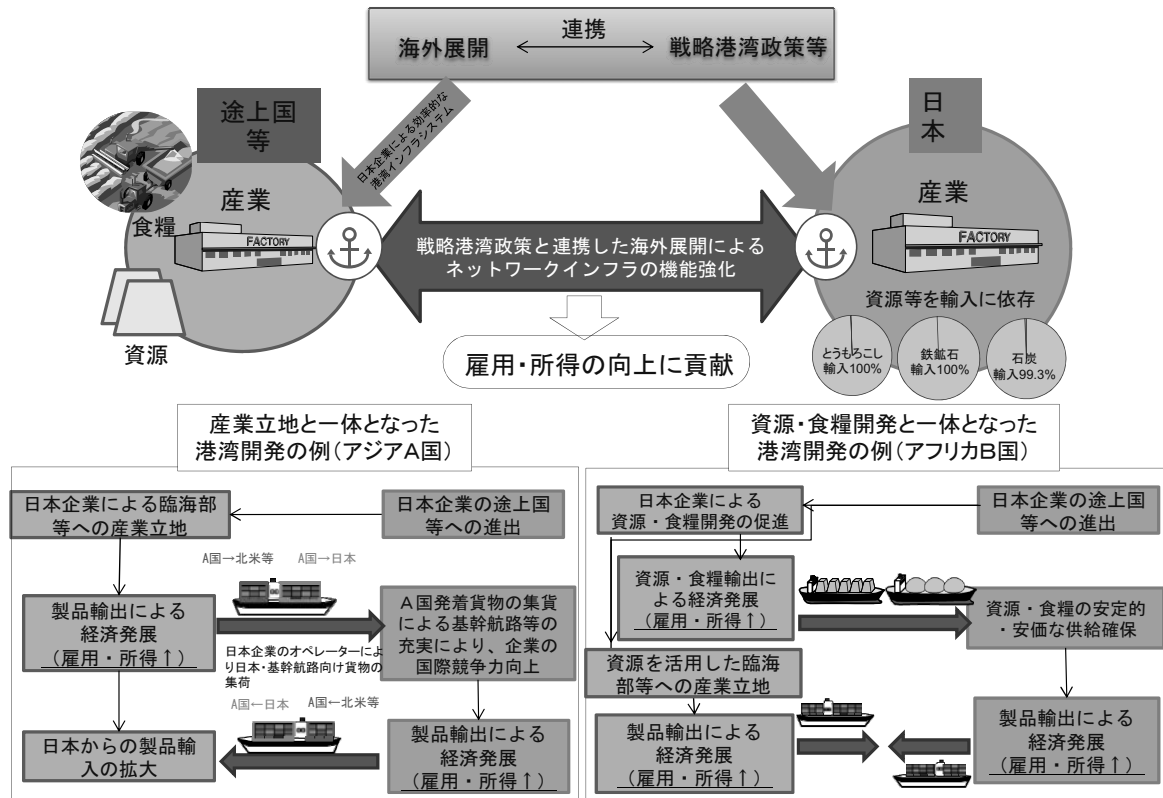 連携
海外展開
戦略港湾政策等
途上国
等
日
本
日本企業による効率的な
港湾インフラシステム
産業
食糧
FACTORY
資源
戦略港湾政策と連携した海外展開による
ネットワークインフラの機能強化
産業
FACTORY
資源等を輸入に依存
とうもろこし
輸入100%
鉄鉱石
輸入100%
石炭
輸入99.3%
雇用・所得の向上に貢献
産業立地と一体となった
港湾開発の例(アジアA国)
日本企業による臨海部
等への産業立地
日本企業の途上国
等への進出
A国→北米等
A国→日本
製品輸出による
経済発展
(雇用・所得↑)
A国発着貨物の集貨
による基幹航路等の
充実により、企業の
国際競争力向上
日本企業のオペレーターによ
り日本・基幹航路向け貨物の
集荷
A国←日本
A国←北米等
日本からの製品輸
入の拡大
製品輸出による
経済発展
(雇用・所得↑)
資源・食糧開発と一体となった
港湾開発の例(アフリカB国)
日本企業による
資源・食糧開発の促進
日本企業の途上国
等への進出
資源・食糧輸出に
よる経済発展
(雇用・所得↑)
資源・食糧の安定的
・安価な供給確保
資源を活用した臨海
部等への産業立地
製品輸出による
経済発展
(雇用・所得↑)
製品輸出による
経済発展
(雇用・所得↑)